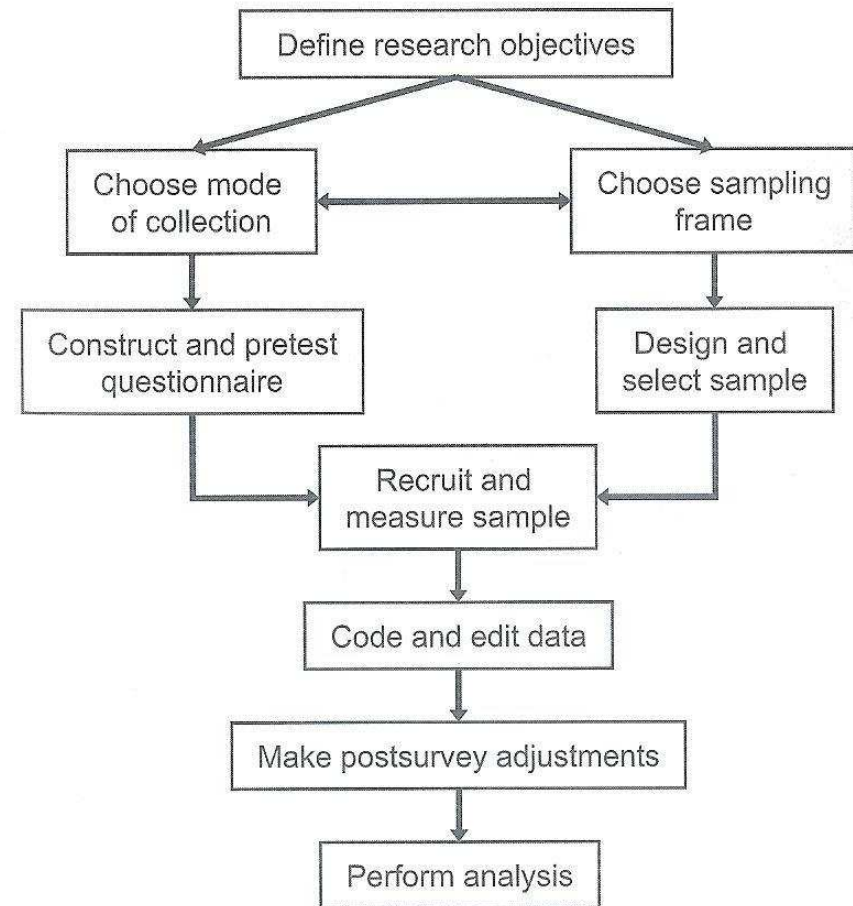 Define research objectives
Choose mode
of collection
Choose sampling
frame
Construct and pretest
questionnaire
Design and
select sample
Recruit and
measure sample
Code and edit data
Make postsurvey adjustments
Perform analysis